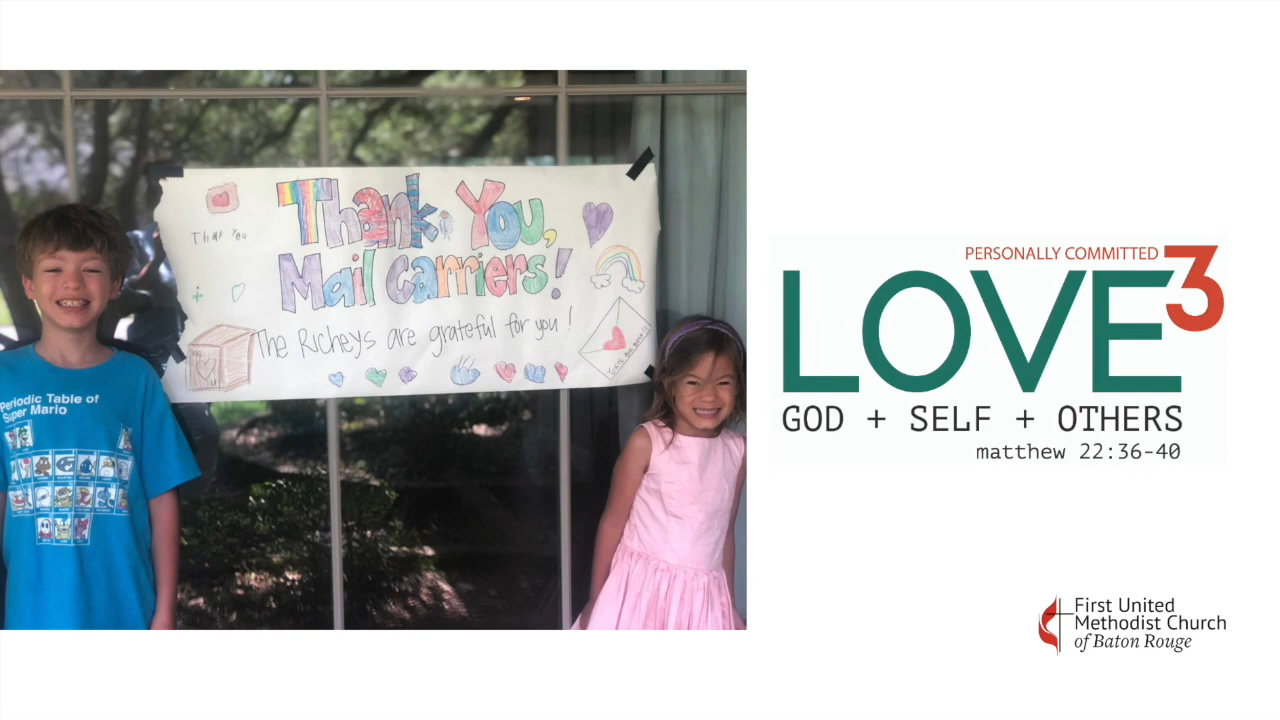 Thank You,
Mail carriers!
The Richeys are grateful for you!
Thank You
Periodic Table of
Super Mario
PERSONALLY COMMITTED
LOVE3
GOD + SELF + OTHERS
matthew 22:36-40
First United
Methodist Church
of Baton Rouge